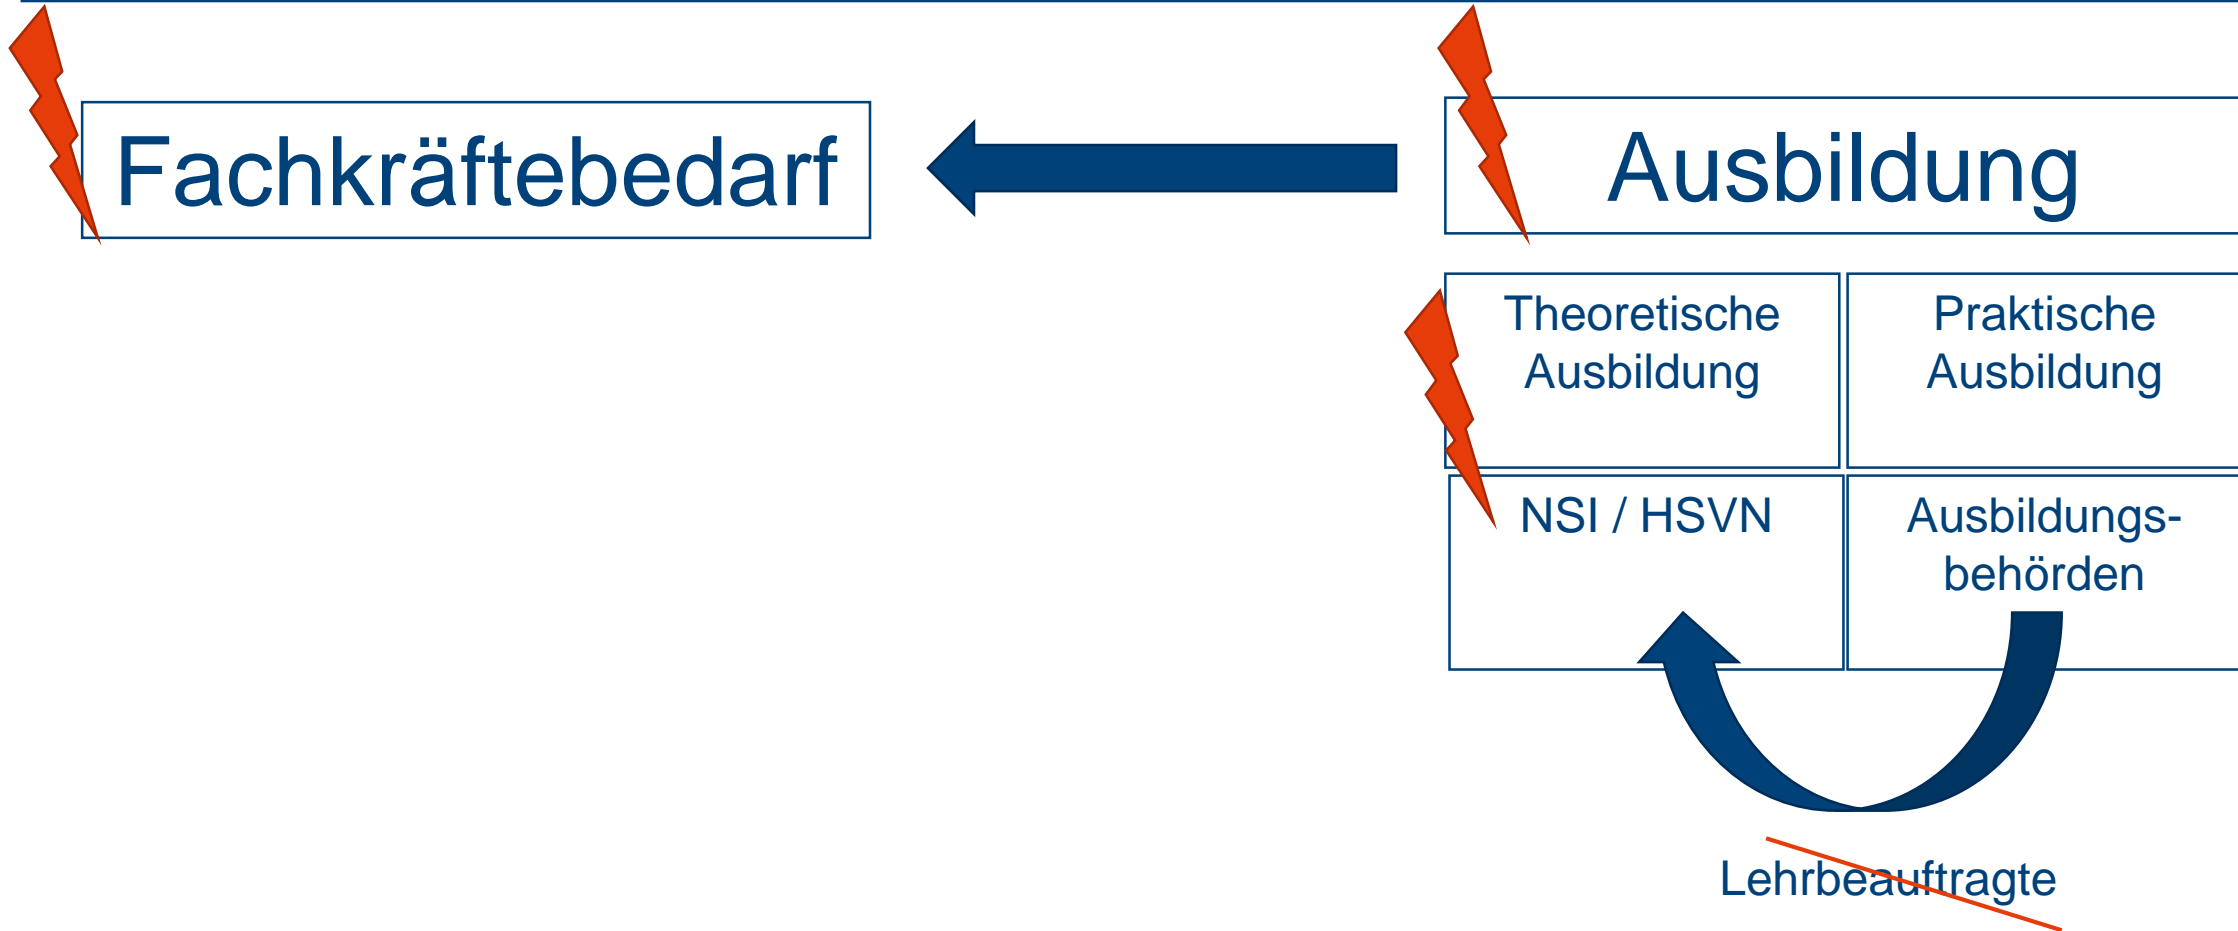 Fachkräftebedarf
Ausbildung
Theoretische
Ausbildung
Praktische
Ausbildung
NSI / HSVN
Ausbildungs-
behörden
Lehrbeauftragte